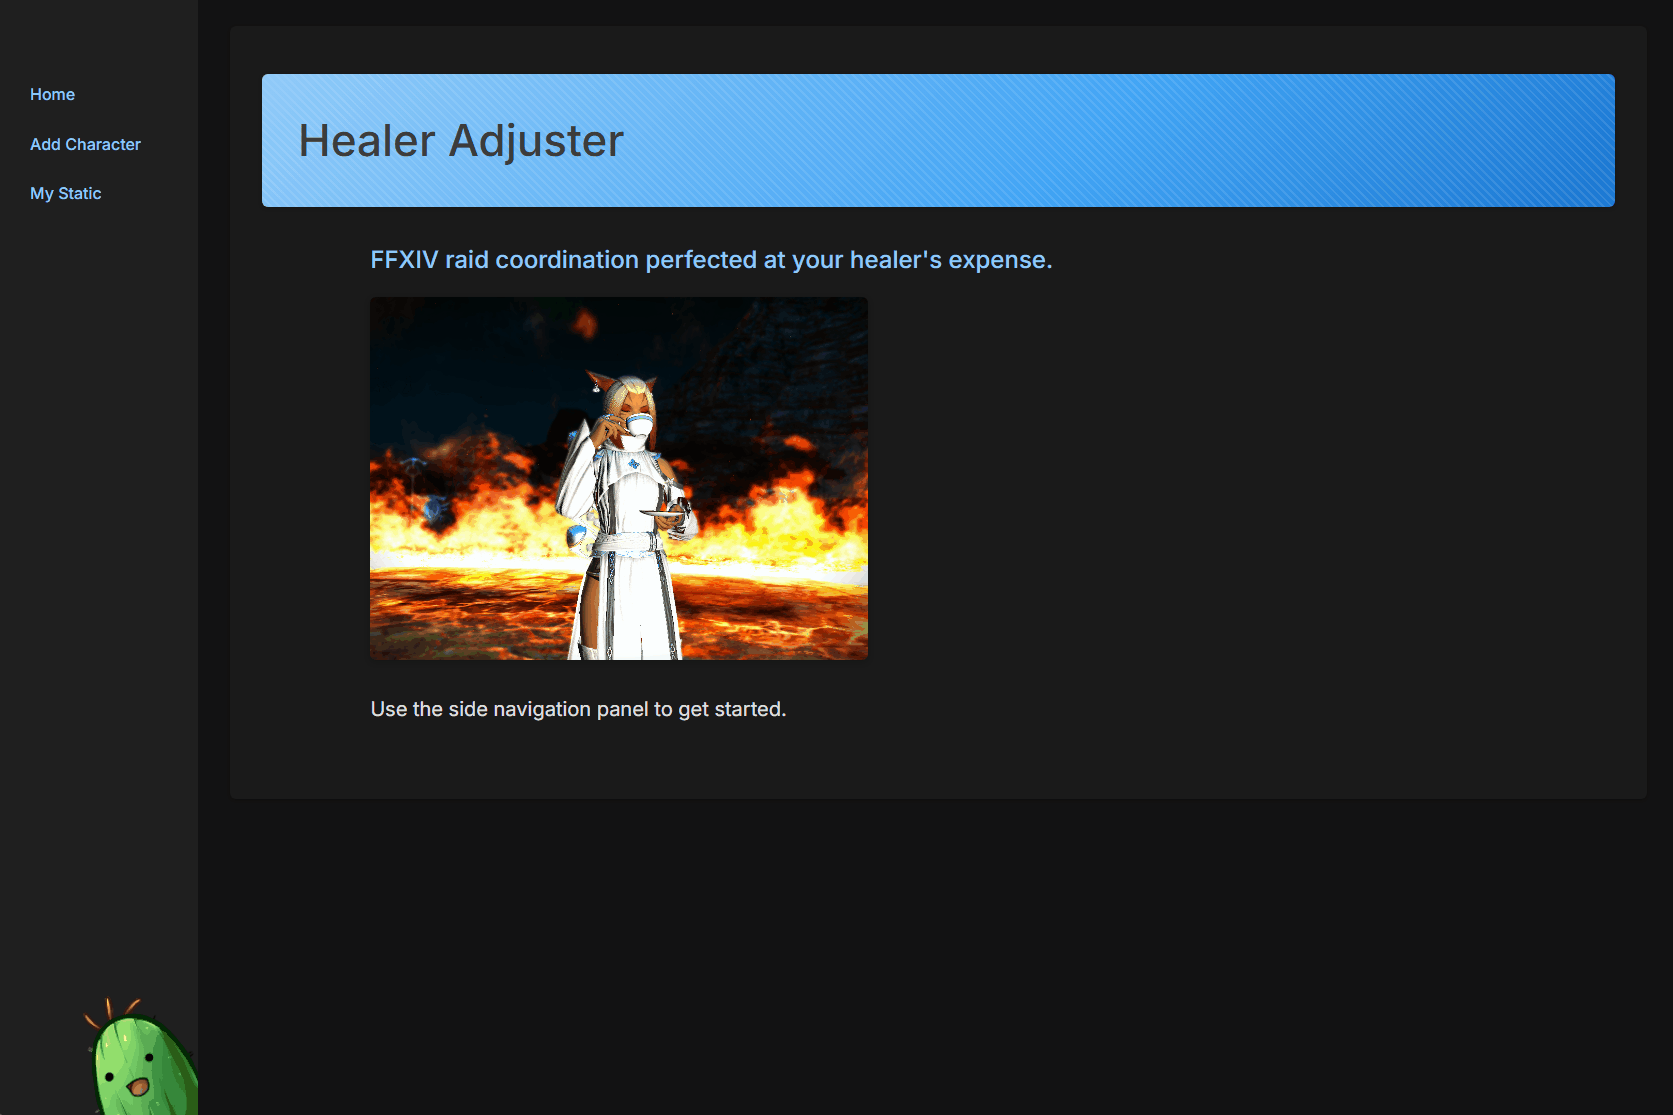 Home
Add Character
My Static
Healer Adjuster
FFXIV raid coordination perfected at your healer's expense.
Use the side navigation panel to get started.